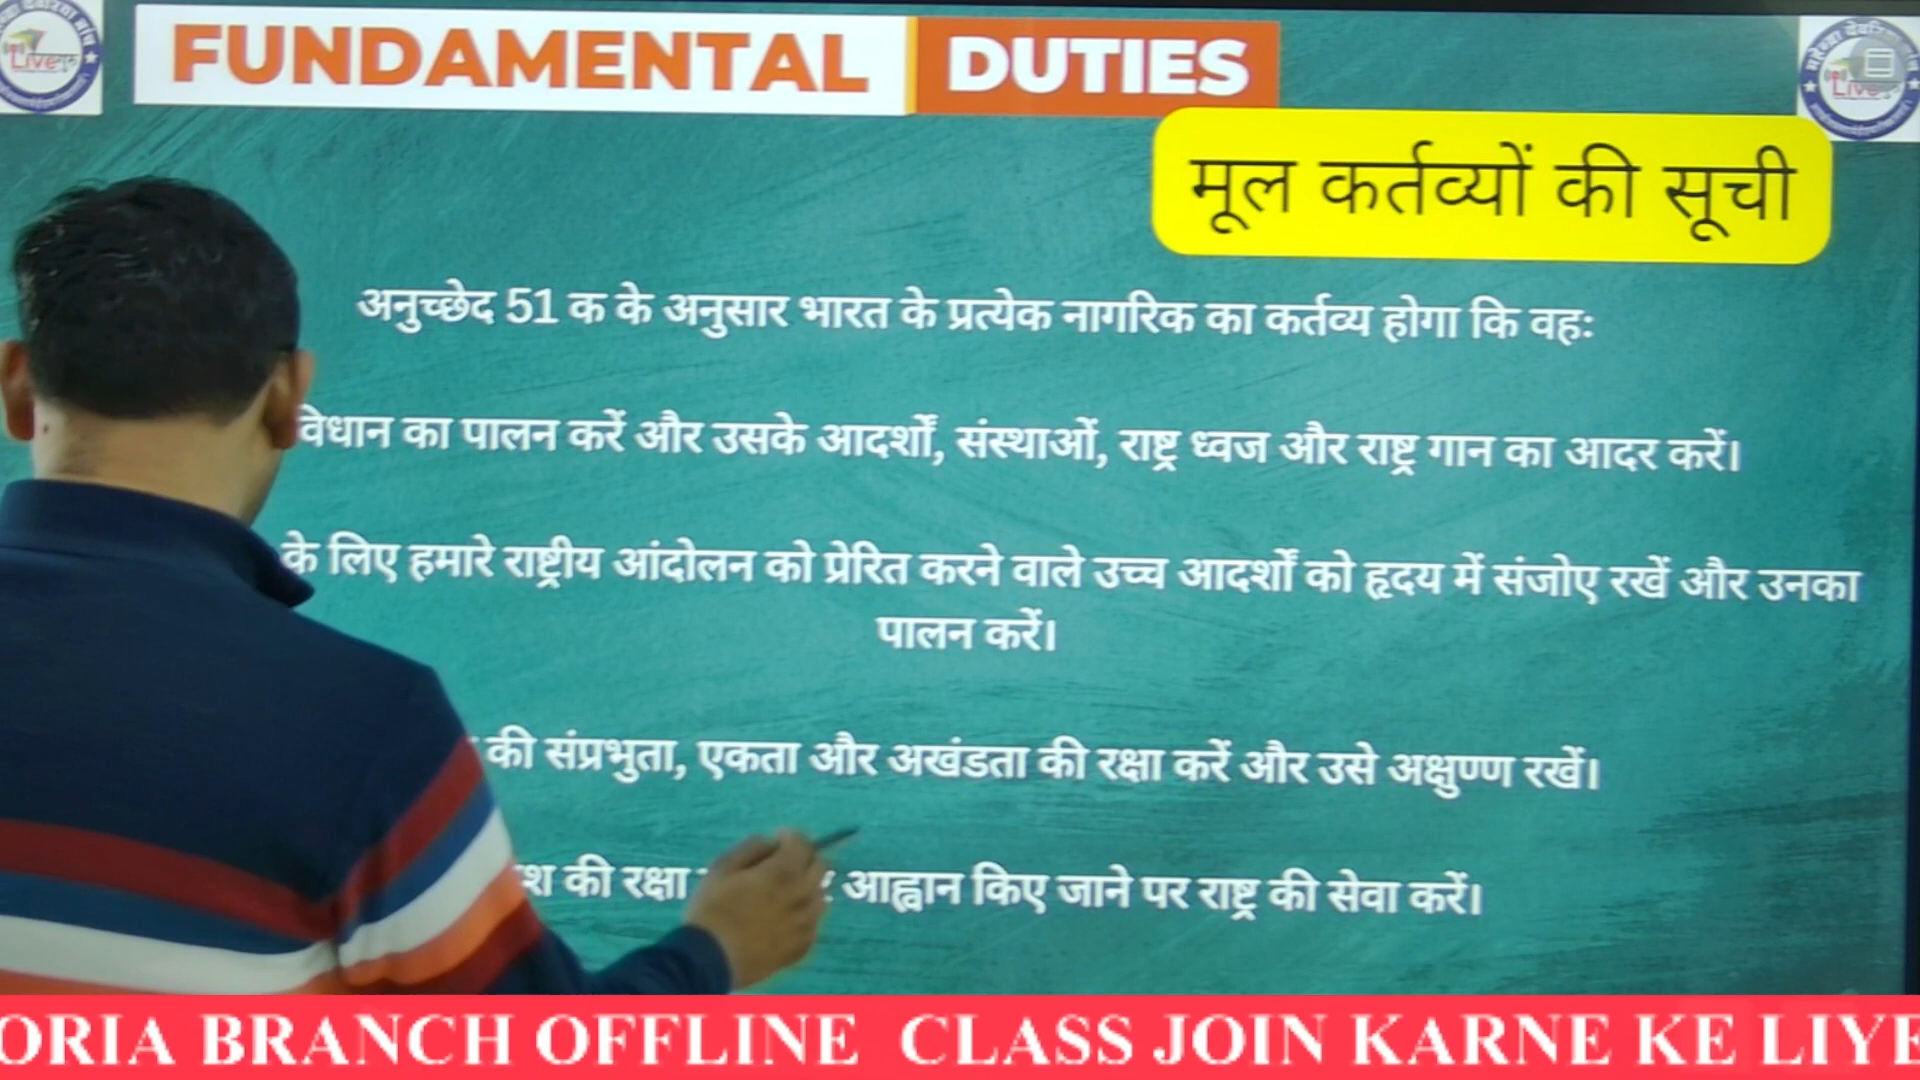 FUNDAMENTAL DUTIES
Live
Live
मूल कर्तव्यों की सूची
अनुच्छेद 51 क के अनुसार भारत के प्रत्येक नागरिक का कर्तव्य होगा कि वहः
का पालन करें और उसके आदर्शों, संस्थाओं, राष्ट्र ध्वज और राष्ट्र गान का आदर करें।
के लिए हमारे राष्ट्रीय आंदोलन को प्रेरित करने वाले उच्च आदर्शों को हृदय में संजोए रखें और उनका
पालन करें।
की संप्रभुता, एकता और अखंडता की रक्षा करें और उसे अक्षुण्ण रखें।
की रक्षा आह्वान किए जाने पर राष्ट्र की सेवा करें।
ORIA BRANCH OFFLINE CLASS JOIN KARNE KE LIYE